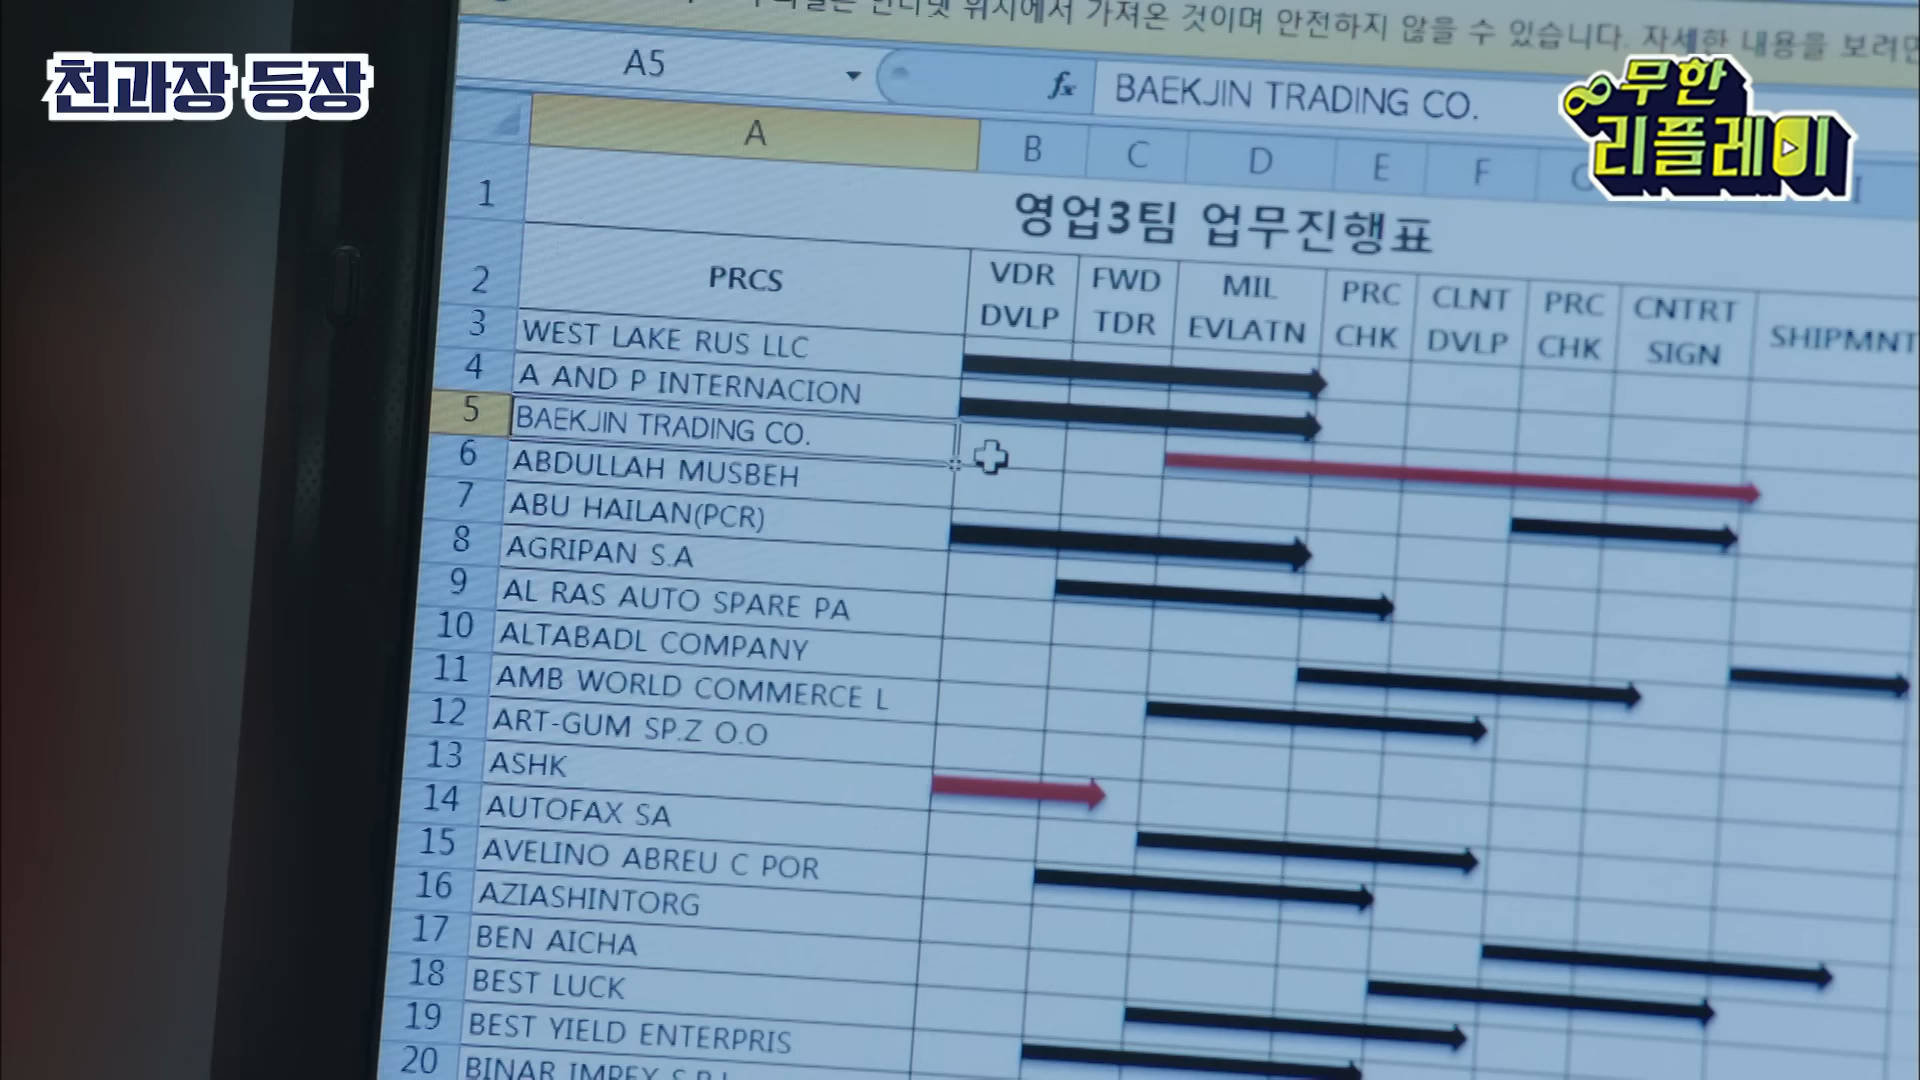 천과장 등장
무한
리플레이
위치에서 가져온 것이며 안전하지 않을 수 있습니다. 자세한 내용을 보려면
A5
fx
BAEKJIN TRADING CO.
A B C D E F
1 영업3팀 업무진행표
2 PRCS VDR DVLP FWD TDR MIL EVLATN PRC CHK CLNT DVLP PRC CHK CNTRT SIGN SHIPMNT
3 WEST LAKE RUS LLC
4 A AND P INTERNACION
5 BAEKJIN TRADING CO.
6 ABDULLAH MUSBEH
7 ABU HAILAN(PCR)
8 AGRIPAN S.A
9 AL RAS AUTO SPARE PA
10 ALTABADL COMPANY
11 AMB WORLD COMMERCE L
12 ART-GUM SP.Z O.O
13 ASHK
14 AUTOFAX SA
15 AVELINO ABREU C POR
16 AZIASHINTORG
17 BEN AICHA
18 BEST LUCK
19 BEST YIELD ENTERPRIS
20 BINAR IMPEX S.R.L